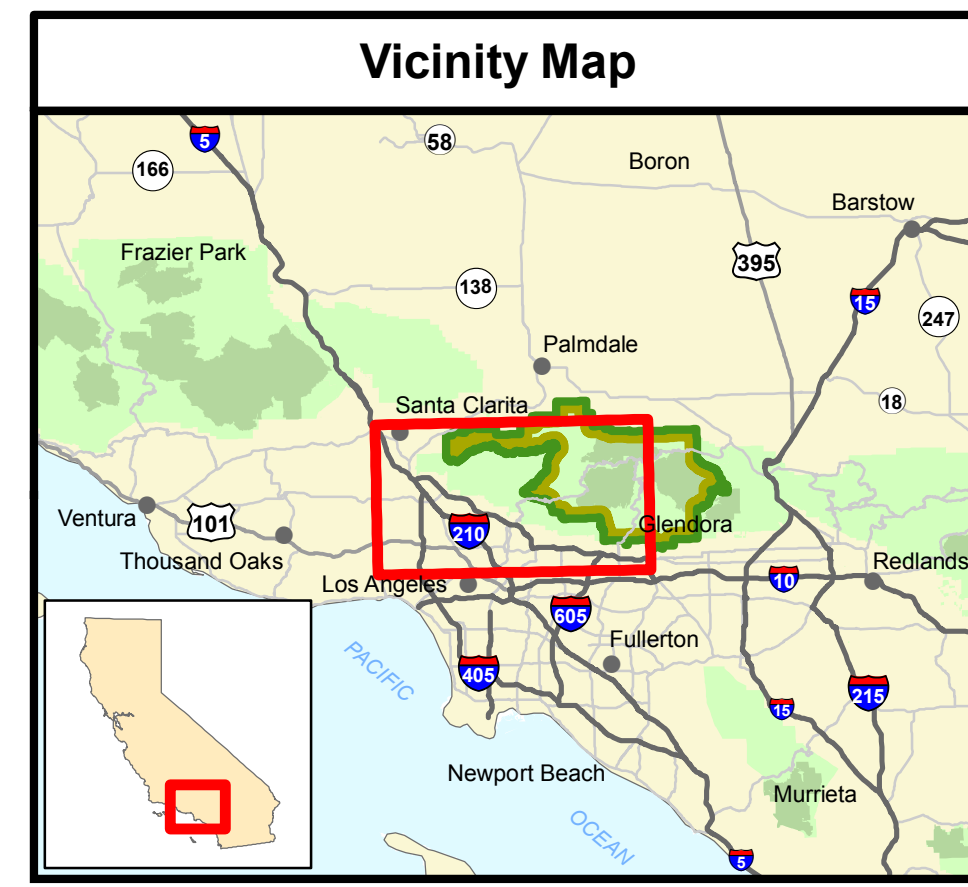 Vicinity Map
5
58
166
Boron
Barstow
Frazier Park
395
138
15
247
Palmdale
18
Santa Clarita
Ventura
101
210
Glendora
Thousand Oaks
Redlands
Los Angeles
10
605
Fullerton
PACIFIC
405
215
15
Newport Beach
Murrieta
OCEAN
5